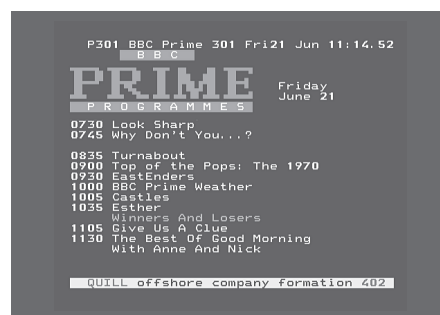 P301 BBC Prime 301 Fri21 Jun 11:14.52
BBC
PRIME
Friday
June 21
PROGRAMMES
0730 Look Sharp
0745 Why Don't You...?
0835 Turnabout
0900 Top of the Pops: The 1970
0930 EastEnders
1000 BBC Prime Weather
1005 Castles
1035 Esther
Winners And Losers
1105 Give Us A Clue
1130 The Best Of Good Morning
With Anne And Nick
QUILL offshore company formation 402